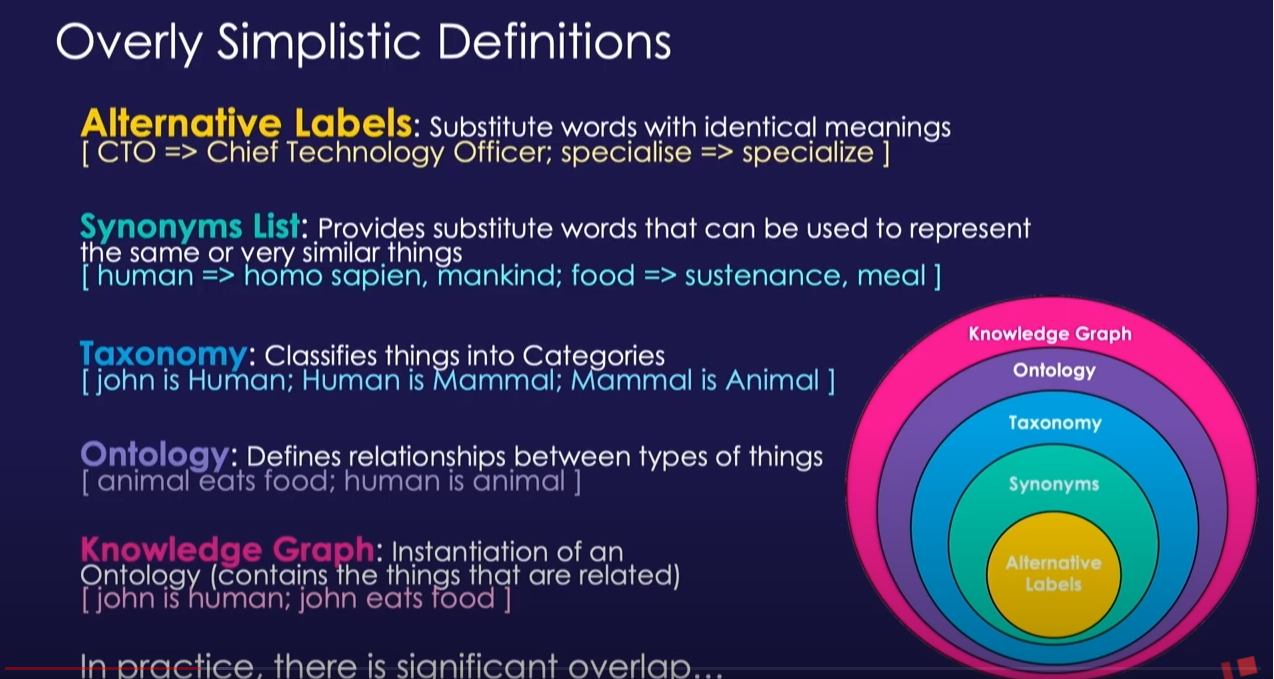 Overly Simplistic Definitions
Alternative Labels: Substitute words with identical meanings
[ CTO => Chief Technology Officer; specialise => specialize ]
Synonyms List: Provides substitute words that can be used to represent
the same or very similar things
[ human => homo sapien, mankind; food => sustenance, meal ]
Taxonomy: Classifies things into Categories
[ john is Human; Human is Mammal; Mammal is Animal ]
Ontology: Defines relationships between types of things
[ animal eats food; human is animal ]
Knowledge Graph: Instantiation of an
Ontology (contains the things that are related)
[ john is human; john eats food ]
In practice, there is significant overlap...
Knowledge Graph
Ontology
Taxonomy
Synonyms
Alternative
Labels